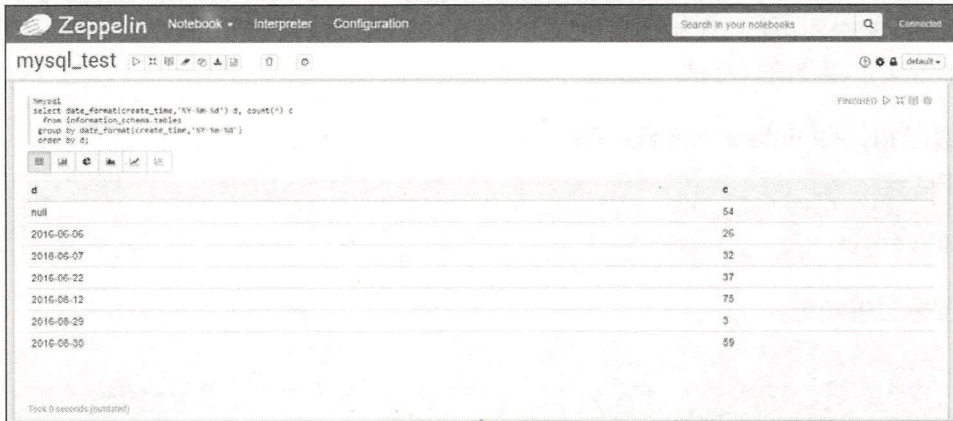 Zeppelin Notebook Interpreter Configuration Search in your notebooks Connected
mysql_test default
%mysql FINISHED
select date_format(create_time,'%Y-%m-%d') d, count(*) c
from information_schema.tables
group by date_format(create_time,'%Y-%m-%d')
order by d;
d c
null 54
2016-06-06 26
2016-06-07 32
2016-06-22 37
2016-08-12 75
2016-08-29 3
2016-08-30 59
Took 0 seconds (outdated)